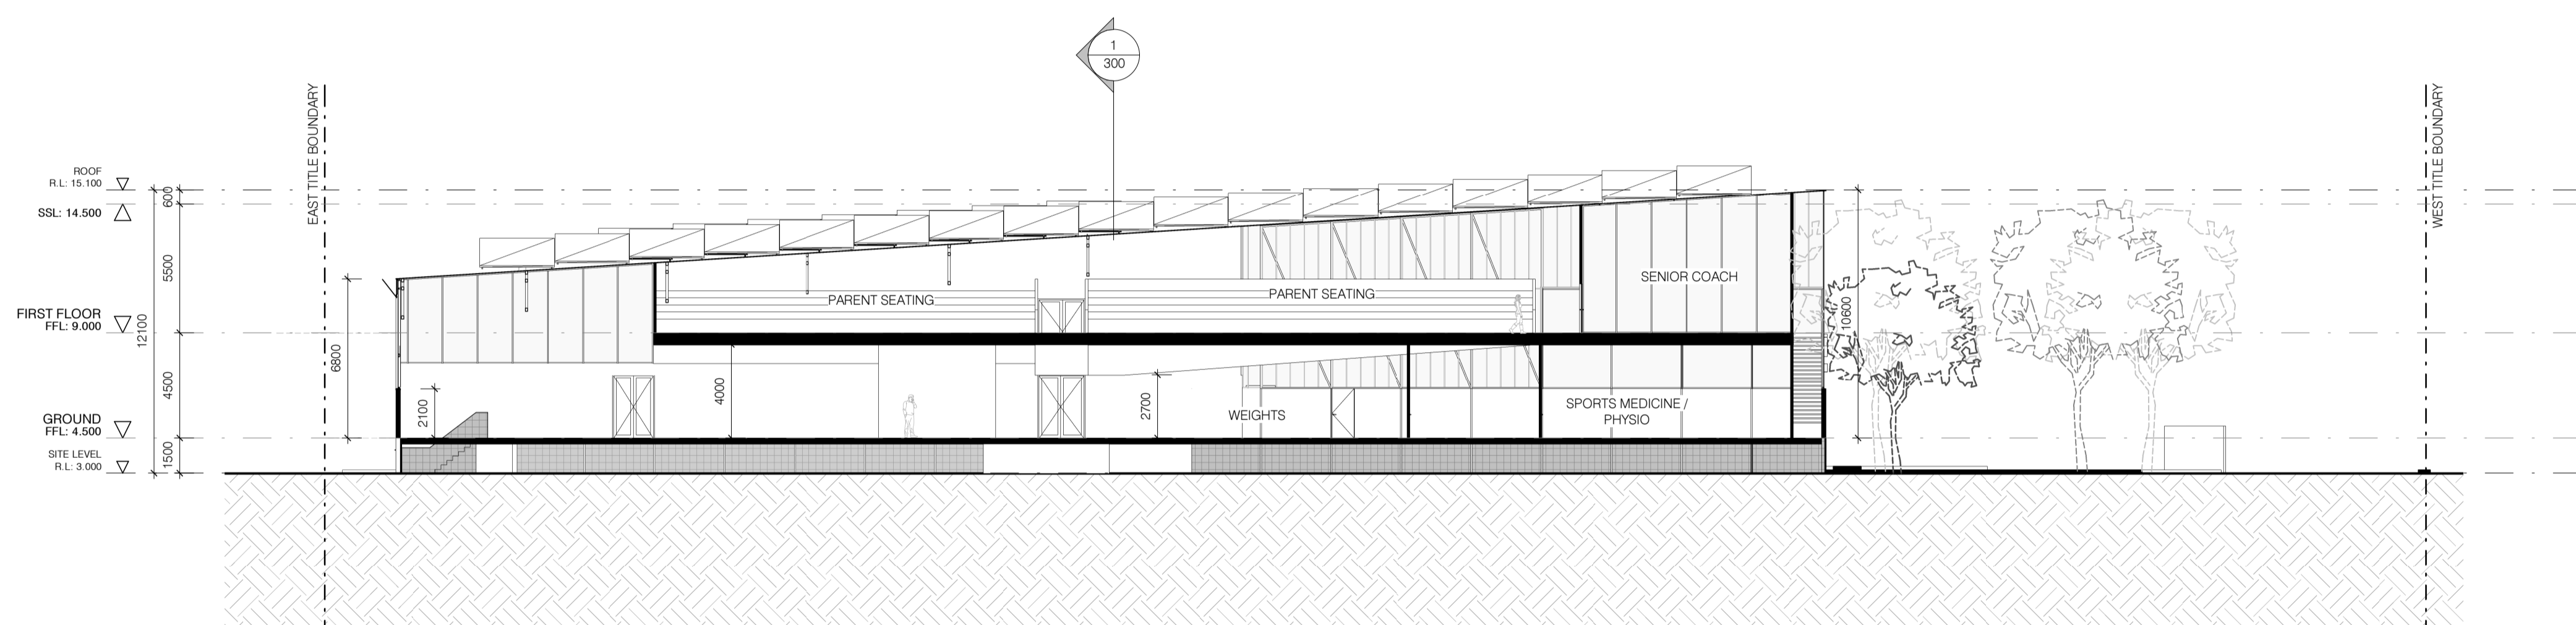 1
300
EAST TITLE BOUNDARY
WEST TITLE BOUNDARY
ROOF
R.L: 15.100
SSL: 14.500
FIRST FLOOR
FFL: 9.000
GROUND
FFL: 4.500
SITE LEVEL
R.L: 3.000
12100
600
5500
4500
1500
6800
2100
4000
2700
10600
PARENT SEATING
PARENT SEATING
SENIOR COACH
WEIGHTS
SPORTS MEDICINE /
PHYSIO